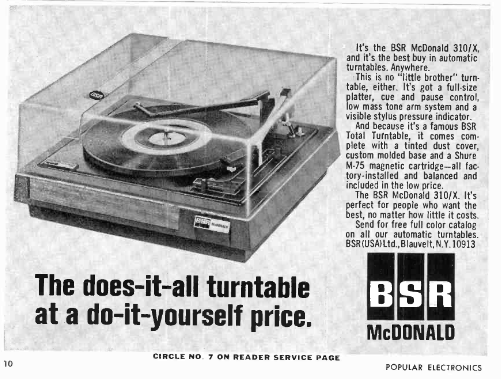 It's the BSR McDonald 310/X,
and it's the best buy in automatic
turntables. Anywhere.
This is no "little brother" turn-
table, either. It's got a full-size
platter, cue and pause control,
low mass tone arm system and a
visible stylus pressure indicator.
And because it's a famous BSR
Total Turntable, it comes com-
plete with a tinted dust cover,
custom molded base and a Shure
M-75 magnetic cartridge—all fac-
tory-installed and balanced and
included in the low price.
The BSR McDonald 310/X. It's
perfect for people who want the
best, no matter how little it costs.
Send for free full color catalog
on all our automatic turntables.
BSR(USA)Ltd.,Blauvelt,N.Y. 10913
The does-it-all turntable
at a do-it-yourself price.
BSR
McDONALD
CIRCLE NO. 7 ON READER SERVICE PAGE
10
POPULAR ELECTRONICS